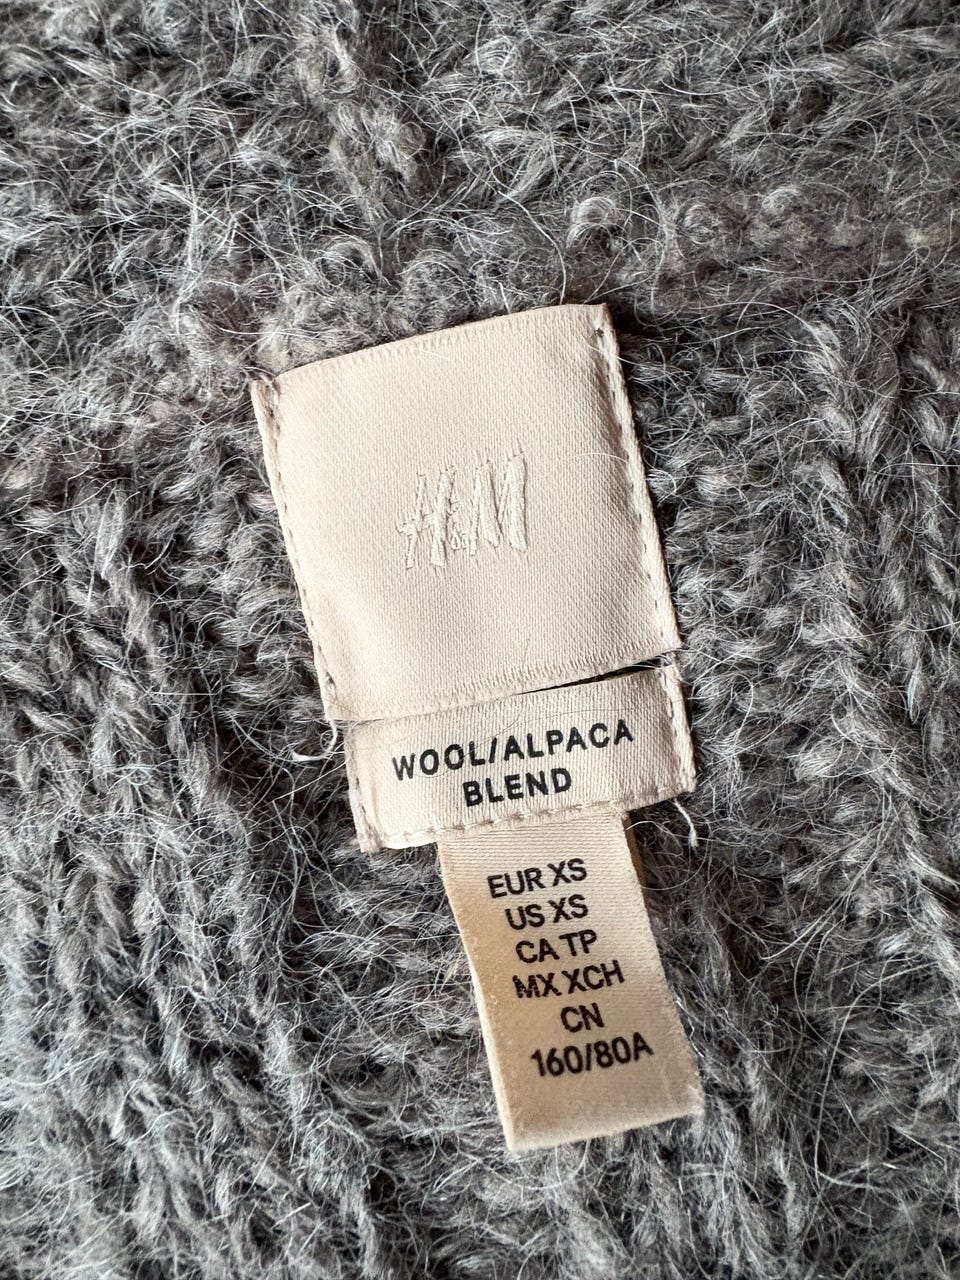 H&M
WOOL/ALPACA
BLEND
EUR XS
US XS
CA TP
MX XCH
CN
160/80A